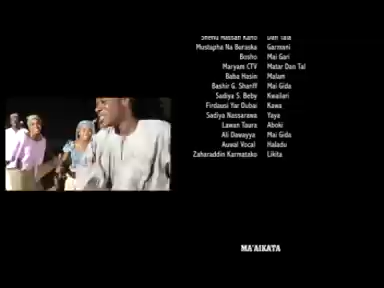 Shehu Hassan Kano Dan Tala
Mustapha Na Buraska Garmani
Bosho Mai Gari
Maryam CTV Matar Dan Tal
Baba Hasin Malam
Bashir G. Shariff Mai Gida
Sadiya S. Beby Kwaliari
Firdausi Yar Dubai Kawa
Sadiya Nassarawa Yaya
Lawan Taura Aboki
Ali Dawayya Mai Gida
Auwal Vocal Haladu
Zaharaddin Karmatako Likita
MA'AIKATA